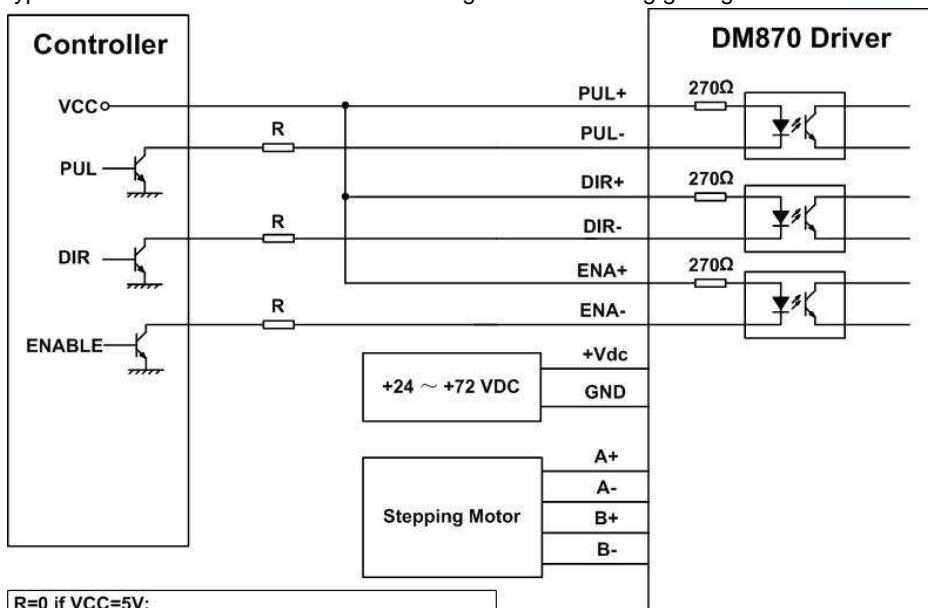 Controller
DM870 Driver
VCC
PUL+
270Ω
R
PUL-
PUL
DIR+
270Ω
R
DIR-
DIR
ENA+
270Ω
R
ENA-
ENABLE
+Vdc
+24 ~ +72 VDC
GND
A+
A-
Stepping Motor
B+
B-
R=0 if VCC=5V;